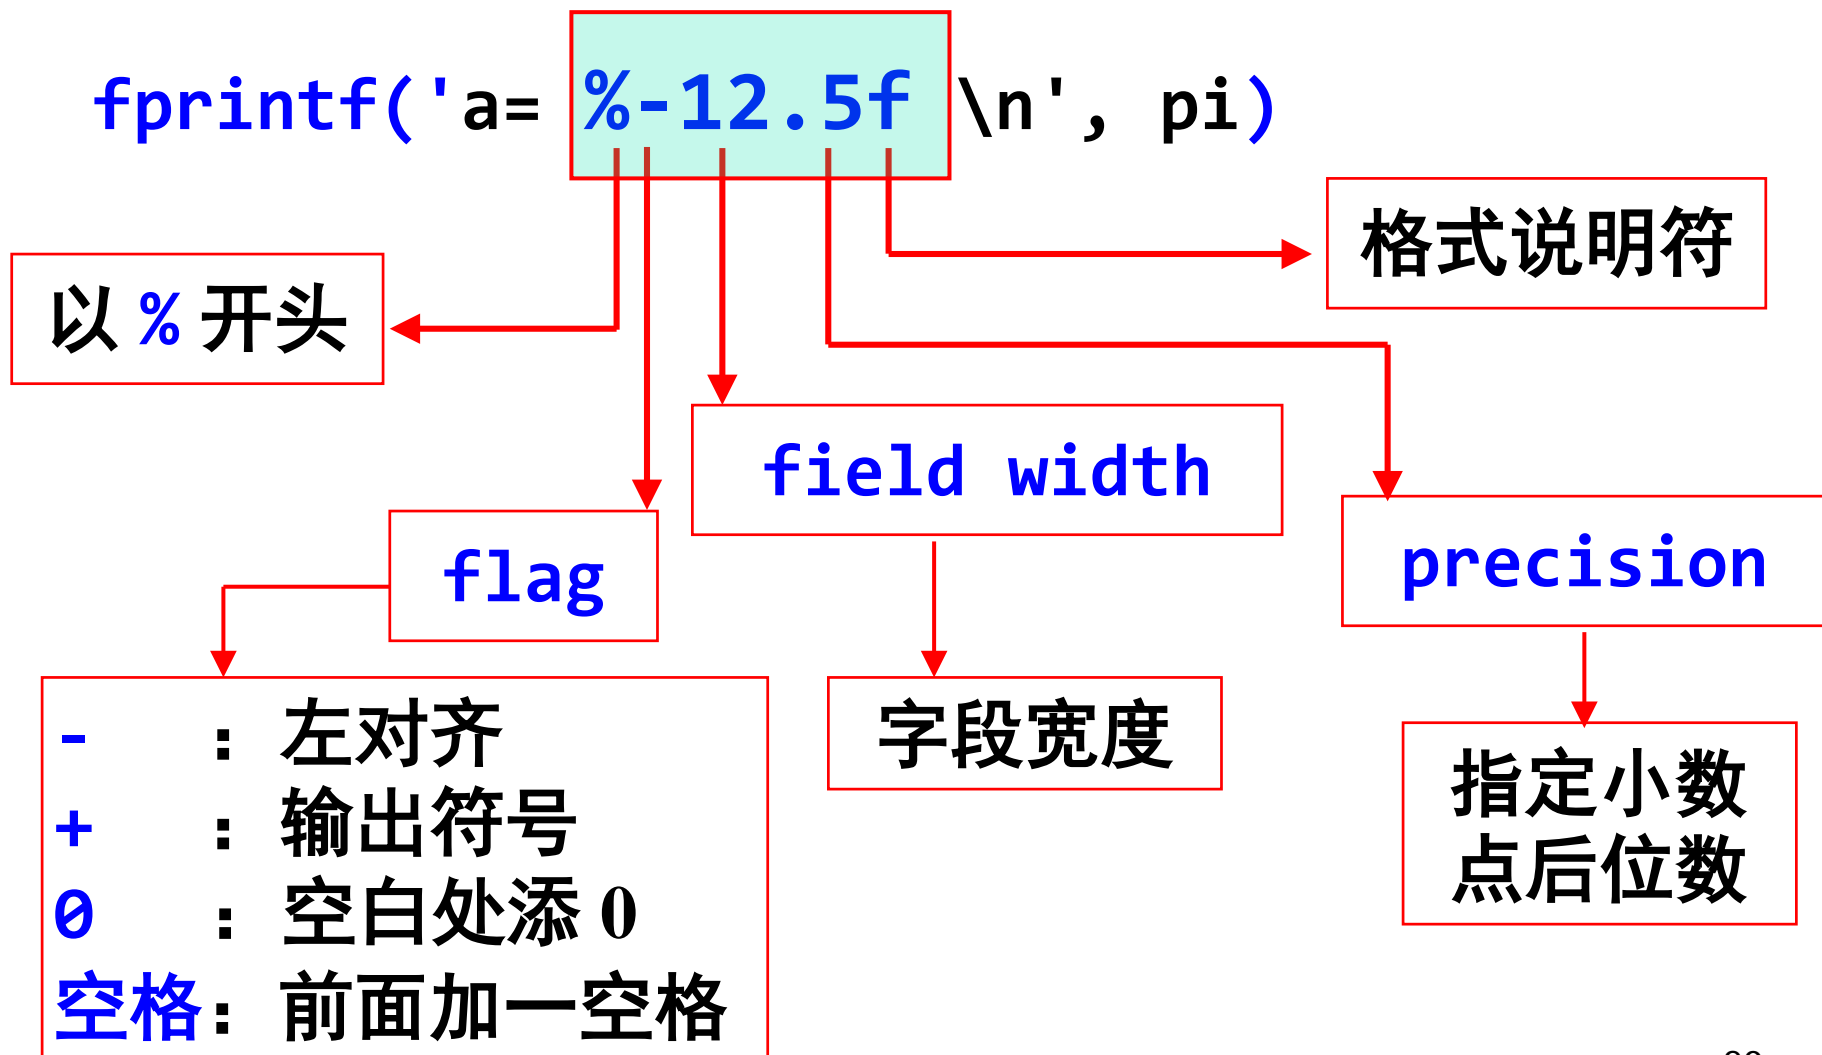 fprintf('a= %-12.5f \n', pi)
格式说明符
以 % 开头
field width
flag
precision
- : 左对齐
+ : 输出符号
0 : 空白处添 0
空格: 前面加一空格
字段宽度
指定小数
点后位数